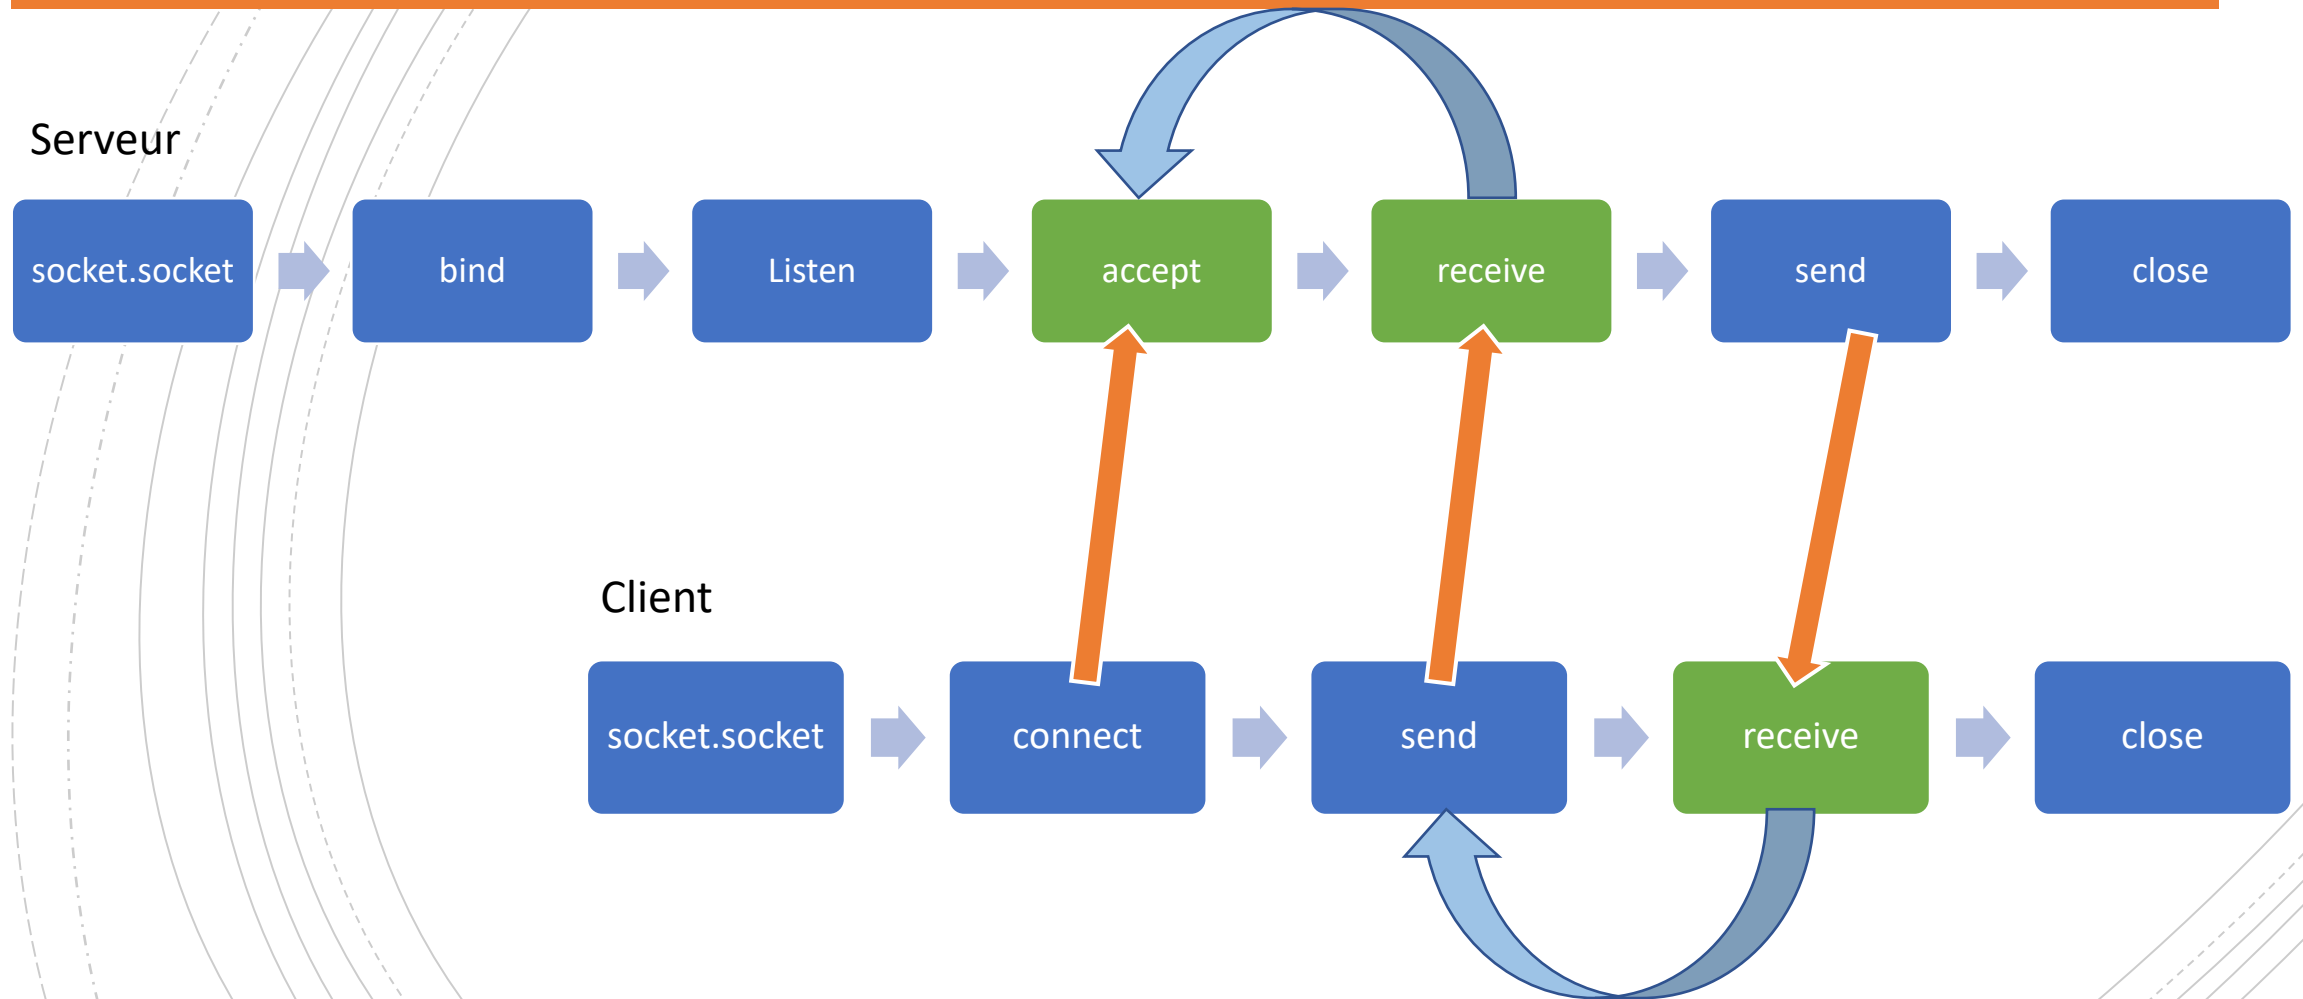 Serveur
socket.socket
bind
Listen
accept
receive
send
close
Client
socket.socket
connect
send
receive
close